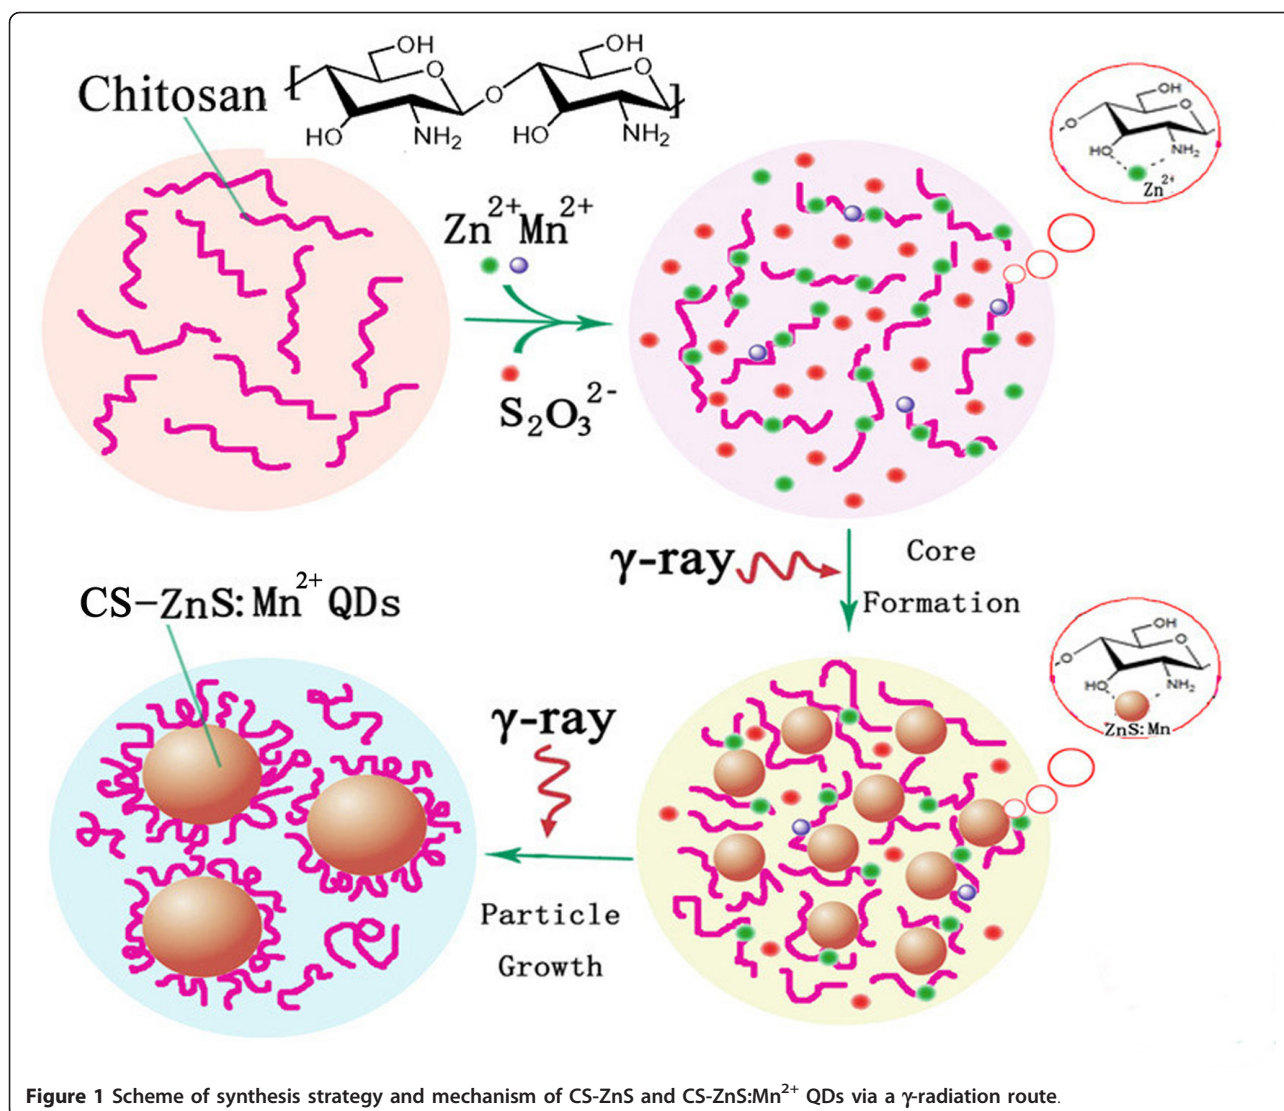 Chitosan
[
OH
O
HO
NH₂
O
OH
O
HO
NH₂
]
OH
O
O
HO
NH₂
Zn²⁺
Zn²⁺Mn²⁺
S₂O₃²⁻
γ-ray
Core
Formation
CS–ZnS:Mn²⁺QDs
OH
O
O
HO
NH₂
ZnS:Mn
γ-ray
Particle
Growth
Figure 1 Scheme of synthesis strategy and mechanism of CS-ZnS and CS-ZnS:Mn²⁺ QDs via a γ-radiation route.